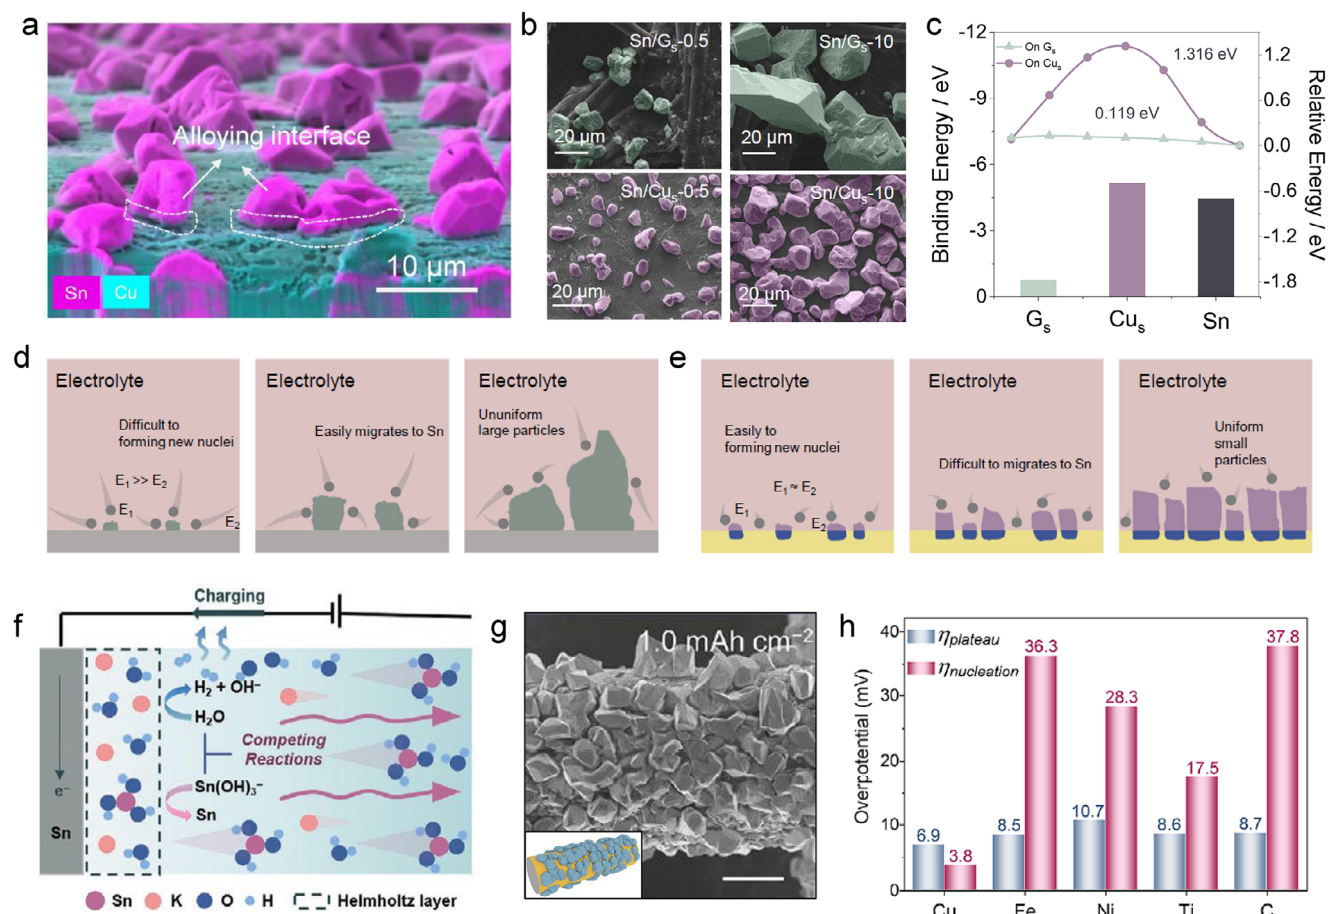 a
Alloying interface
10 μm
Sn
Cu
b
Sn/Gs-0.5
20 μm
Sn/Gs-10
20 μm
Sn/Cus-0.5
20 μm
Sn/Cus-10
20 μm
c
Binding Energy / eV
-12
-9
-6
-3
0
On Gs
On Cus
1.316 eV
0.119 eV
1.2
0.6
0.0
-0.6
-1.2
-1.8
Relative Energy / eV
Gs
Cus
Sn
d
Electrolyte
Difficult to
forming new nuclei
E1 >> E2
E1
E2
Electrolyte
Easily migrates to Sn
Electrolyte
Ununiform
large particles
e
Electrolyte
Easily to
forming new nuclei
E1 ≈ E2
E1
E2
Electrolyte
Difficult to migrates to Sn
Electrolyte
Uniform
small
particles
f
Charging
H2 + OH−
H2O
Competing
Reactions
Sn(OH)3−
Sn
e−
Sn
Sn
K
O
H
Helmholtz layer
g
1.0 mAh cm−2
h
Overpotential (mV)
40
30
20
10
0
ηplateau
ηnucleation
6.9
3.8
8.5
36.3
10.7
28.3
8.6
17.5
8.7
37.8
Cu
Fe
Ni
Ti
C